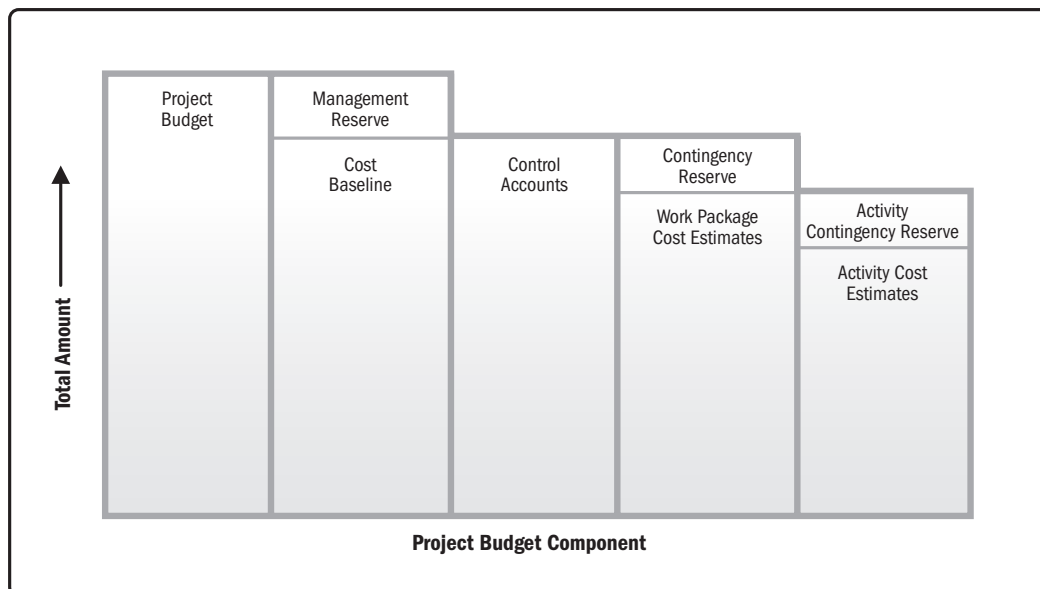 Project
Budget
Management
Reserve
Cost
Baseline
Control
Accounts
Contingency
Reserve
Work Package
Cost Estimates
Activity
Contingency Reserve
Activity Cost
Estimates
Total Amount
Project Budget Component